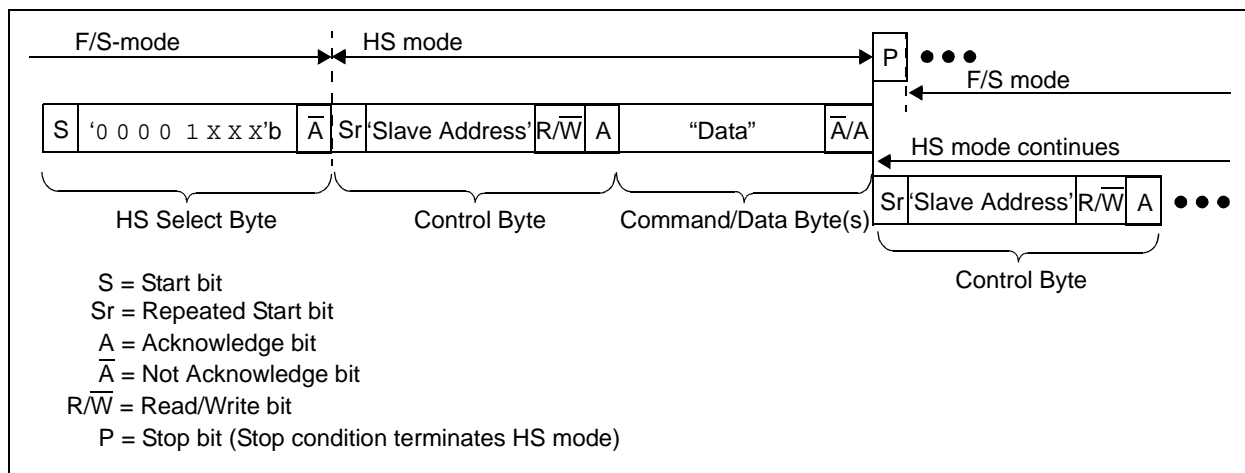 F/S-mode HS mode
P
F/S mode
S ‘0 0 0 0 1 X X X’b A̅ Sr ‘Slave Address’ R/W̅ A “Data” A̅/A
HS mode continues
HS Select Byte Control Byte Command/Data Byte(s)
Sr ‘Slave Address’ R/W̅ A
Control Byte
S = Start bit
Sr = Repeated Start bit
A = Acknowledge bit
A̅ = Not Acknowledge bit
R/W̅ = Read/Write bit
P = Stop bit (Stop condition terminates HS mode)